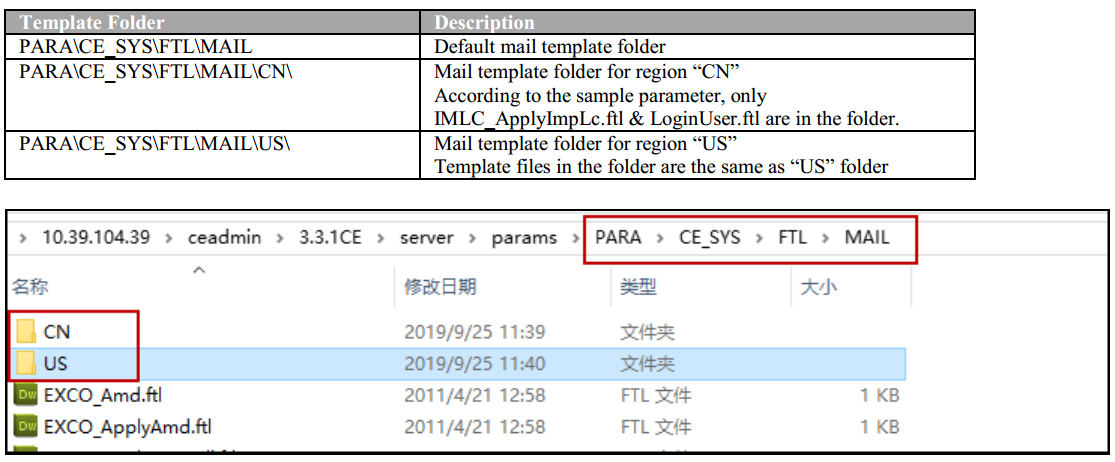 Template Folder Description
PARA\CE_SYS\FTL\MAIL Default mail template folder
PARA\CE_SYS\FTL\MAIL\CN\ Mail template folder for region “CN”
According to the sample parameter, only
IMLC_ApplyImpLc.ftl & LoginUser.ftl are in the folder.
PARA\CE_SYS\FTL\MAIL\US\ Mail template folder for region “US”
Template files in the folder are the same as “US” folder
› 10.39.104.39 › ceadmin › 3.3.1CE › server › params › PARA › CE_SYS › FTL › MAIL
名称 修改日期 类型 大小
CN 2019/9/25 11:39 文件夹
US 2019/9/25 11:40 文件夹
Dw EXCO_Amd.ftl 2011/4/21 12:58 FTL 文件 1 KB
Dw EXCO_ApplyAmd.ftl 2011/4/21 12:58 FTL 文件 1 KB